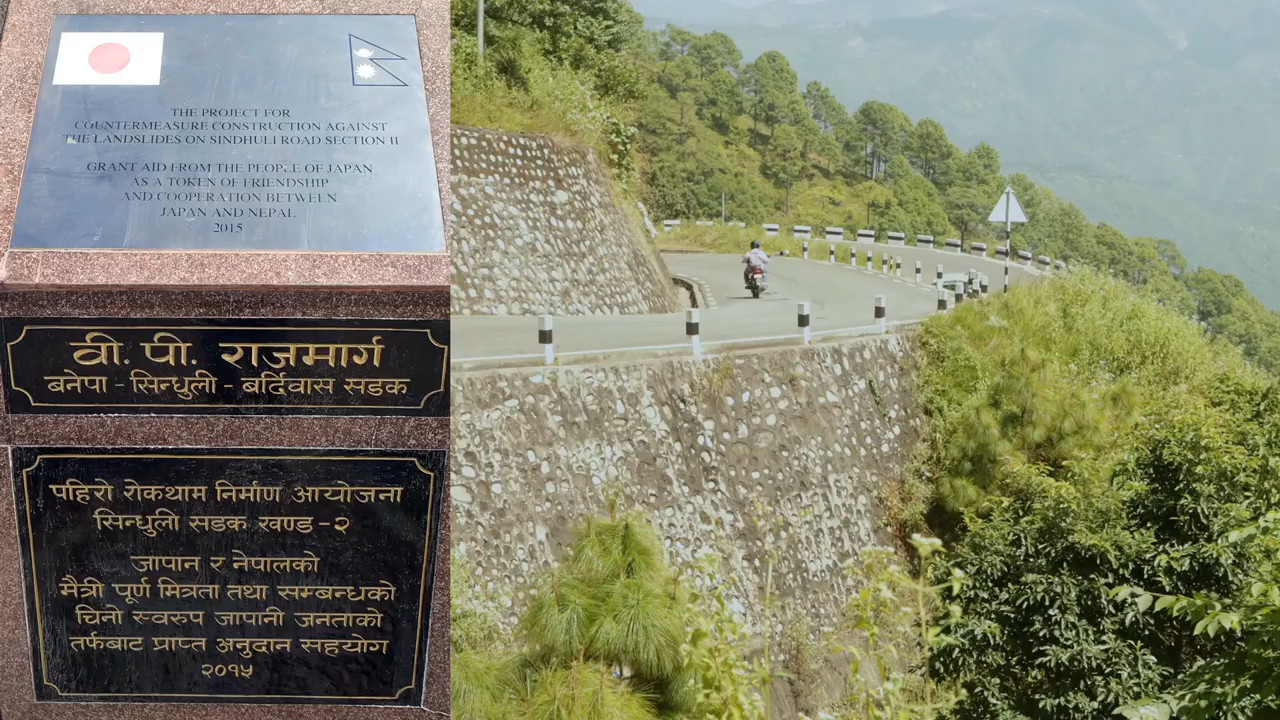 THE PROJECT FOR
COUNTERMEASURE CONSTRUCTION AGAINST
THE LANDSLIDES ON SINDHULI ROAD SECTION II
GRANT AID FROM THE PEOPLE OF JAPAN
AS A TOKEN OF FRIENDSHIP
AND COOPERATION BETWEEN
JAPAN AND NEPAL
2015
वी. पी. राजमार्ग
बनेपा - सिन्धुली - बर्दिवास सडक
पहिरो रोकथाम निर्माण आयोजना
सिन्धुली सडक खण्ड - २
जापान र नेपालको
मैत्री पूर्ण मित्रता तथा सम्बन्धको
चिनो स्वरुप जापानी जनताको
तर्फबाट प्राप्त अनुदान सहयोग
२०१५